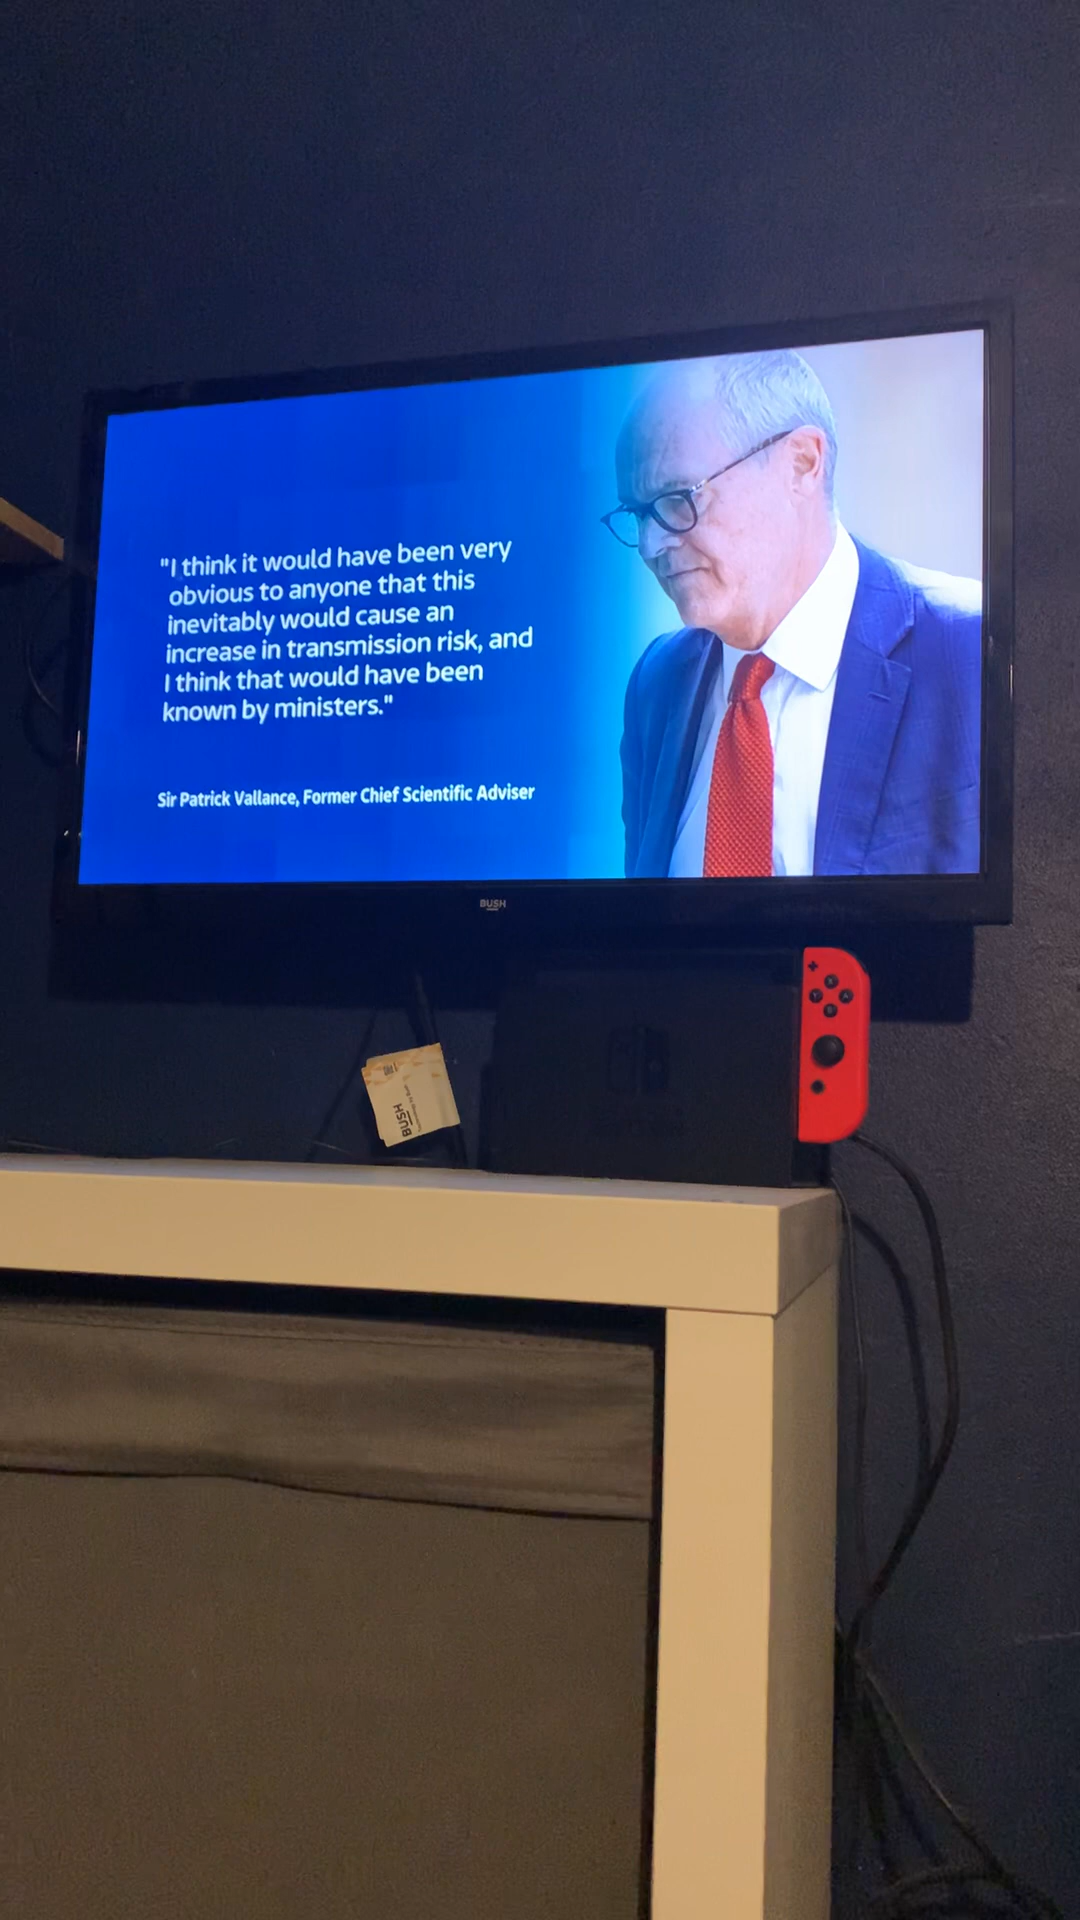 "I think it would have been very
obvious to anyone that this
inevitably would cause an
increase in transmission risk, and
I think that would have been
known by ministers."
Sir Patrick Vallance, Former Chief Scientific Adviser
BUSH
BUSH